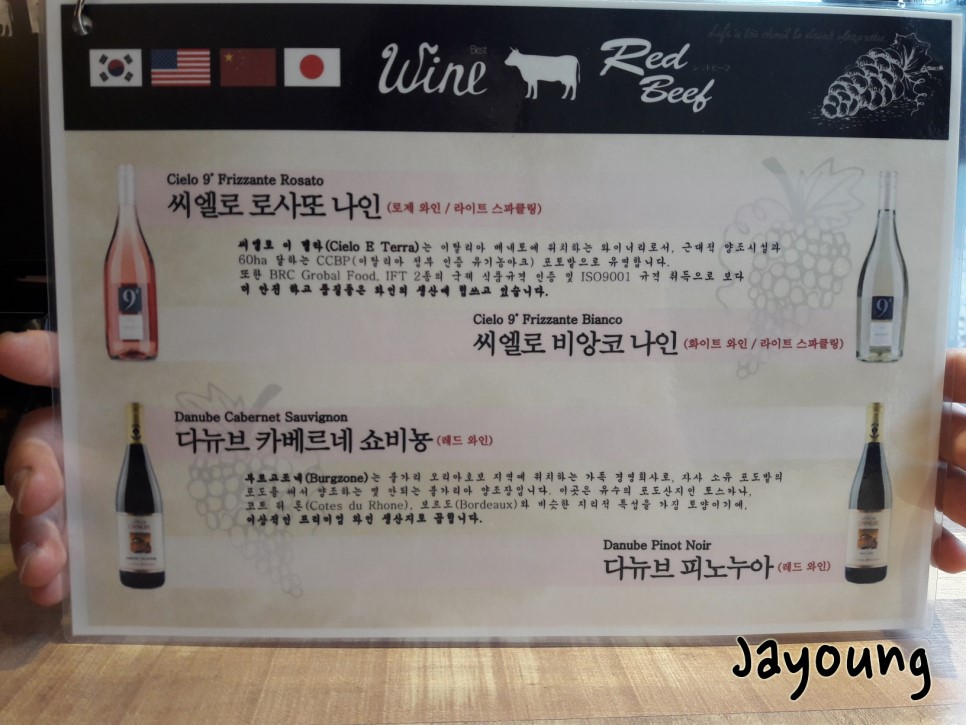 Best
Wine
Red
Beef
Cielo 9° Frizzante Rosato
씨엘로 로사또 나인 (로제 와인 / 라이트 스파클링)
씨엘로 이 떼라(Cielo E Terra)는 이탈리아 베네토에 위치하는 와이너리로서, 근대적 양조시설과
60ha 달하는 CCBP(이탈리아 정부 인증 유기농마크) 포도밭으로 유명합니다.
또한 BRC Grobal Food, IFT 2종의 국제 식품규격 인증 및 ISO9001 규격 취득으로 보다
더 안전 하고 품질좋은 와인의 생산에 힘쓰고 있습니다.
Cielo 9° Frizzante Bianco
씨엘로 비앙코 나인 (화이트 와인 / 라이트 스파클링)
Danube Cabernet Sauvignon
다뉴브 카베르네 쇼비뇽 (레드 와인)
(Burgzone)는 불가리 오리아호보 지역에 위치하는 가족 경영회사로, 자사 소유 포도밭의
포도를 써서 양조하는 몇 안되는 불가리아 양조장입니다. 이곳은 유수의 포도산지인 토스카나,
코트 뒤 론(Cotes du Rhone), 보르도(Bordeaux)와 비슷한 지리적 특성을 가진 토양이기에,
이상적인 프리미엄 와인 생산지로 꼽힙니다.
Danube Pinot Noir
다뉴브 피노누아 (레드 와인)
Jayoung